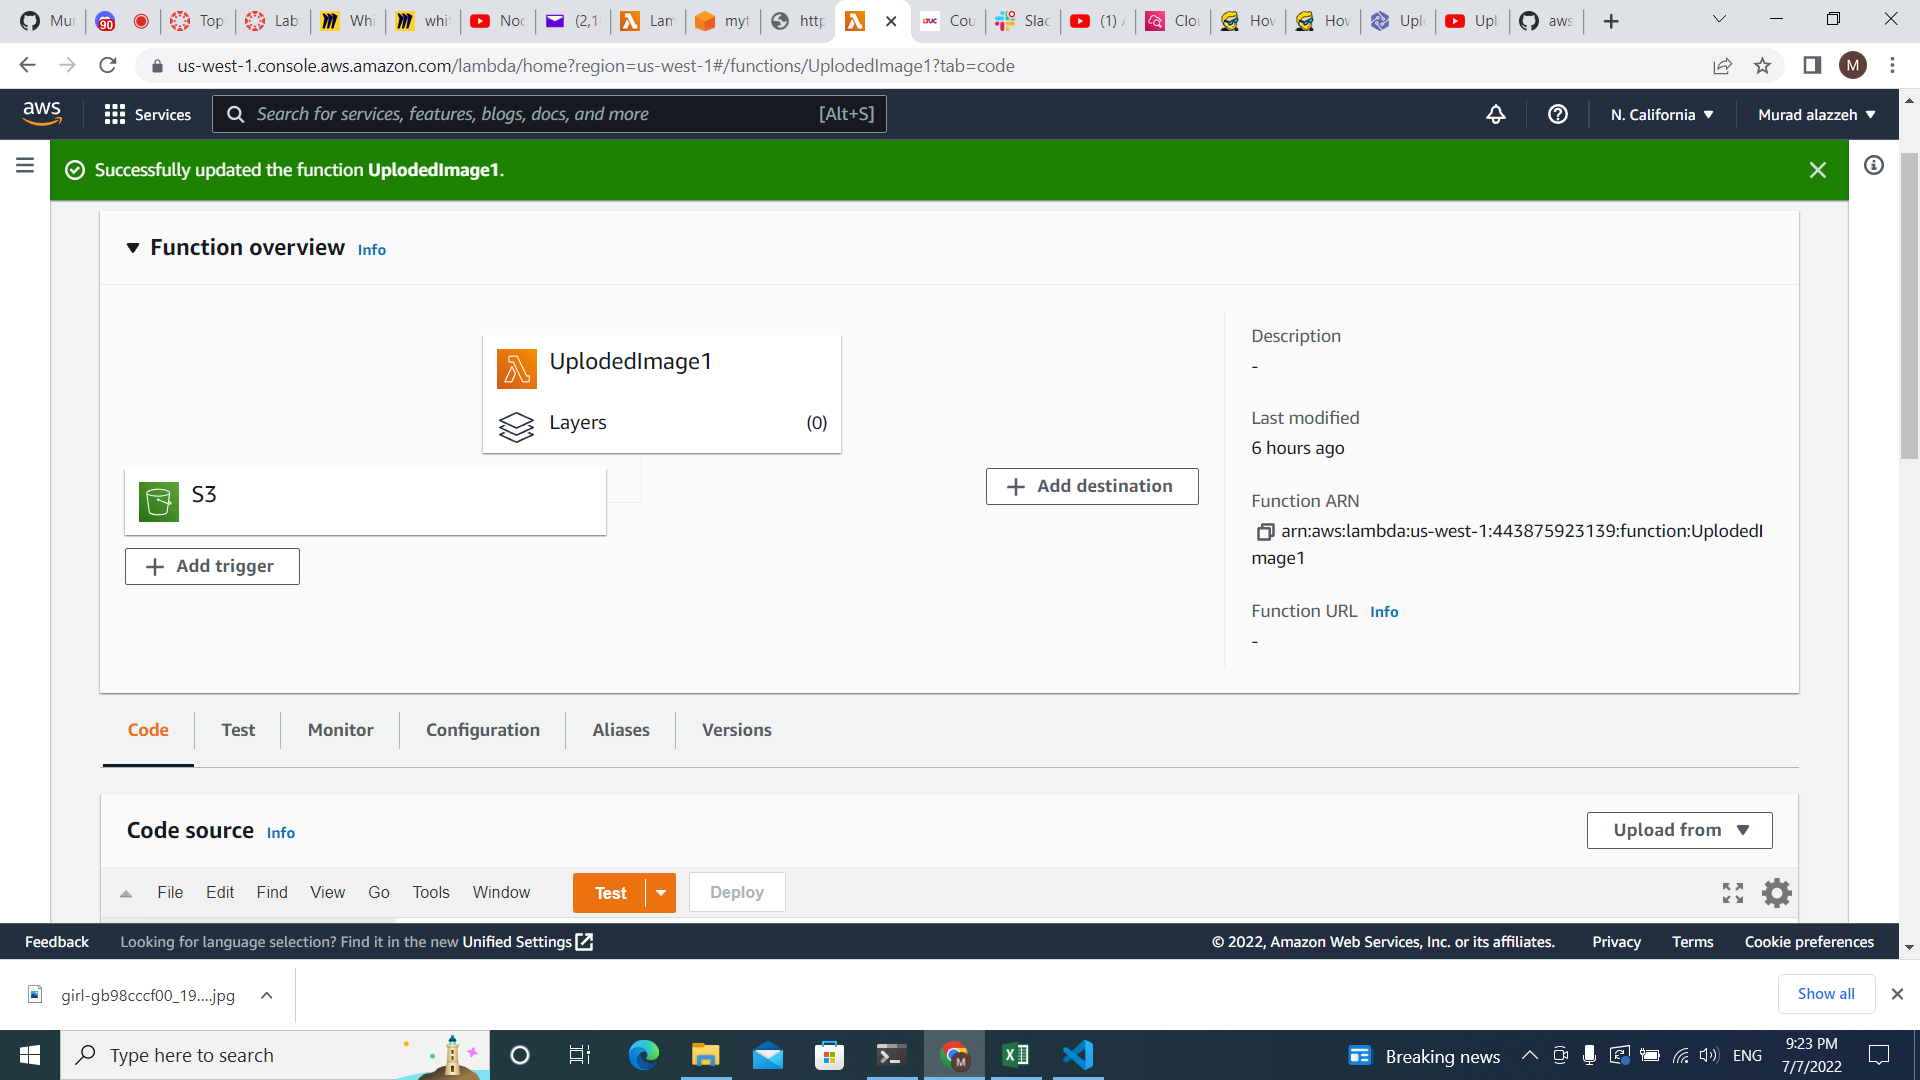 Mur
90
Top
Lab
Whi
whit
Noo
(2,1
Lam
myt
http
Cou
Slac
(1) A
Clou
Hov
Hov
Uplo
Upl
aws
us-west-1.console.aws.amazon.com/lambda/home?region=us-west-1#/functions/UplodedImage1?tab=code
M
aws
Services
Search for services, features, blogs, docs, and more
[Alt+S]
N. California
Murad alazzeh
Successfully updated the function UplodedImage1.
Function overview Info
UplodedImage1
Layers (0)
S3
Add trigger
Add destination
Description
-
Last modified
6 hours ago
Function ARN
arn:aws:lambda:us-west-1:443875923139:function:UplodedI
mage1
Function URL Info
-
Code Test Monitor Configuration Aliases Versions
Code source Info
Upload from
File Edit Find View Go Tools Window Test Deploy
Feedback Looking for language selection? Find it in the new Unified Settings © 2022, Amazon Web Services, Inc. or its affiliates. Privacy Terms Cookie preferences
girl-gb98cccf00_19....jpg
Show all
Type here to search
M
Breaking news
ENG
9:23 PM
7/7/2022